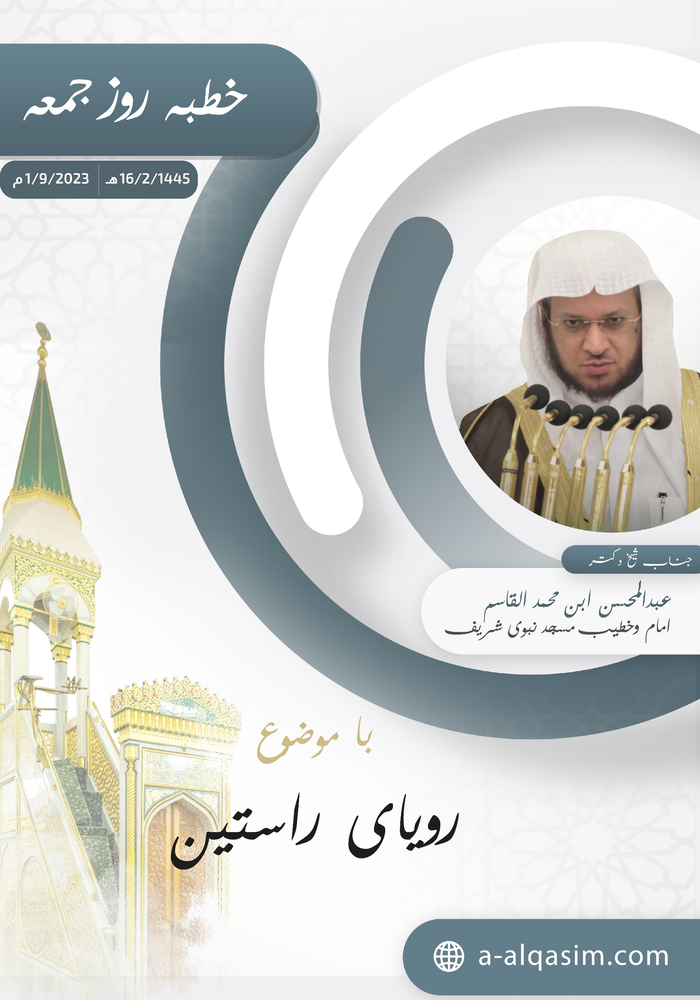 خطبه روز جمعه
16/2/1445هـ 1/9/2023م
جناب شیخ دکتر
عبدالمحسن ابن محمد القاسم
امام وخطیب مسجد نبوی شریف
با موضوع
رویای راستین
a-alqasim.com